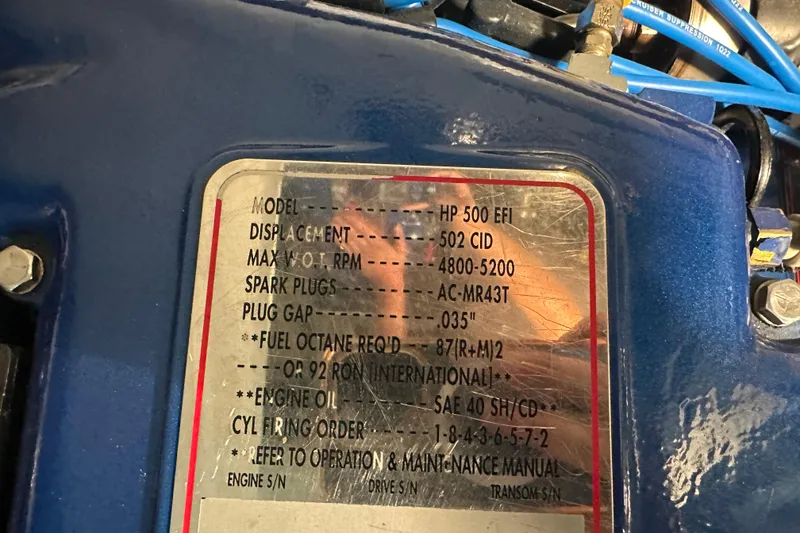 CRUISER SUPPRESSION 1022
MODEL - - - - - - - - - - - HP 500 EFI
DISPLACEMENT - - - - - - - 502 CID
MAX W.O.T. RPM - - - - - - 4800-5200
SPARK PLUGS - - - - - - - - AC-MR43T
PLUG GAP - - - - - - - - - - .035"
**FUEL OCTANE REQ'D - - 87(R+M)2
- - - - OR 92 RON (INTERNATIONAL)**
**ENGINE OIL - - - - - - - SAE 40 SH/CD**
CYL FIRING ORDER - - - - - 1-8-4-3-6-5-7-2
**REFER TO OPERATION & MAINTENANCE MANUAL
ENGINE S/N DRIVE S/N TRANSOM S/N